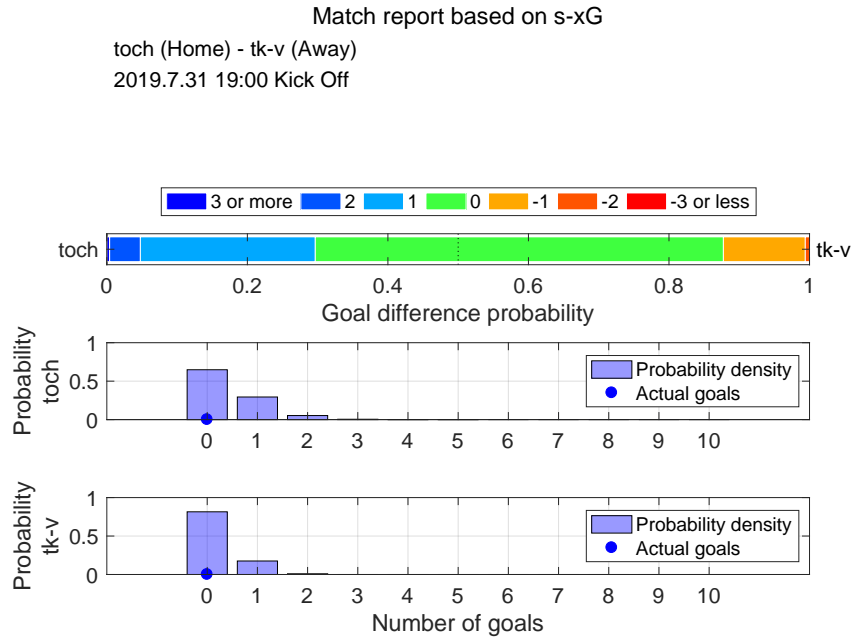 Match report based on s-xG
toch (Home) - tk-v (Away)
2019.7.31 19:00 Kick Off
3 or more 2 1 0 -1 -2 -3 or less
toch tk-v
0 0.2 0.4 0.6 0.8 1
Goal difference probability
Probability
toch
1
0.5
0
Probability density
Actual goals
0 1 2 3 4 5 6 7 8 9 10
Probability
tk-v
1
0.5
0
Probability density
Actual goals
0 1 2 3 4 5 6 7 8 9 10
Number of goals